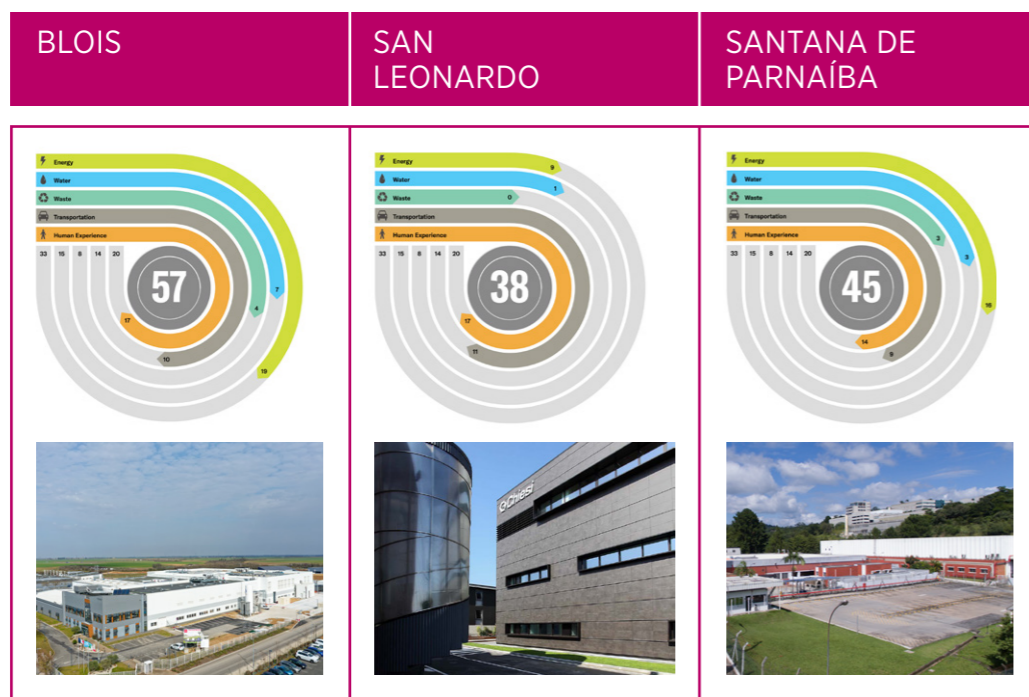 BLOIS
SAN
LEONARDO
SANTANA DE
PARNAÍBA
Energy
Water
Waste
Transportation
Human Experience
33 15 8 14 20
57
7
4
17
10
19
Energy
Water
Waste
Transportation
Human Experience
33 15 8 14 20
38
9
1
0
17
11
Energy
Water
Waste
Transportation
Human Experience
33 15 8 14 20
45
3
3
16
14
9
Chiesi